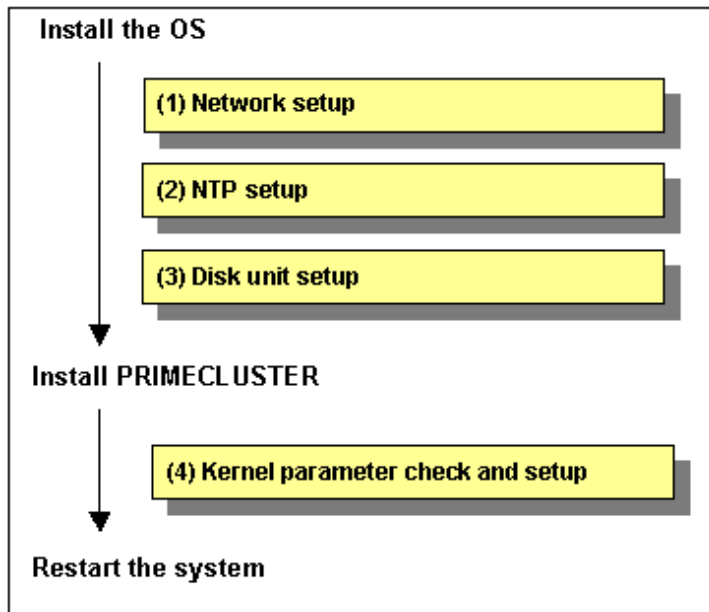 Install the OS
(1) Network setup
(2) NTP setup
(3) Disk unit setup
Install PRIMECLUSTER
(4) Kernel parameter check and setup
Restart the system